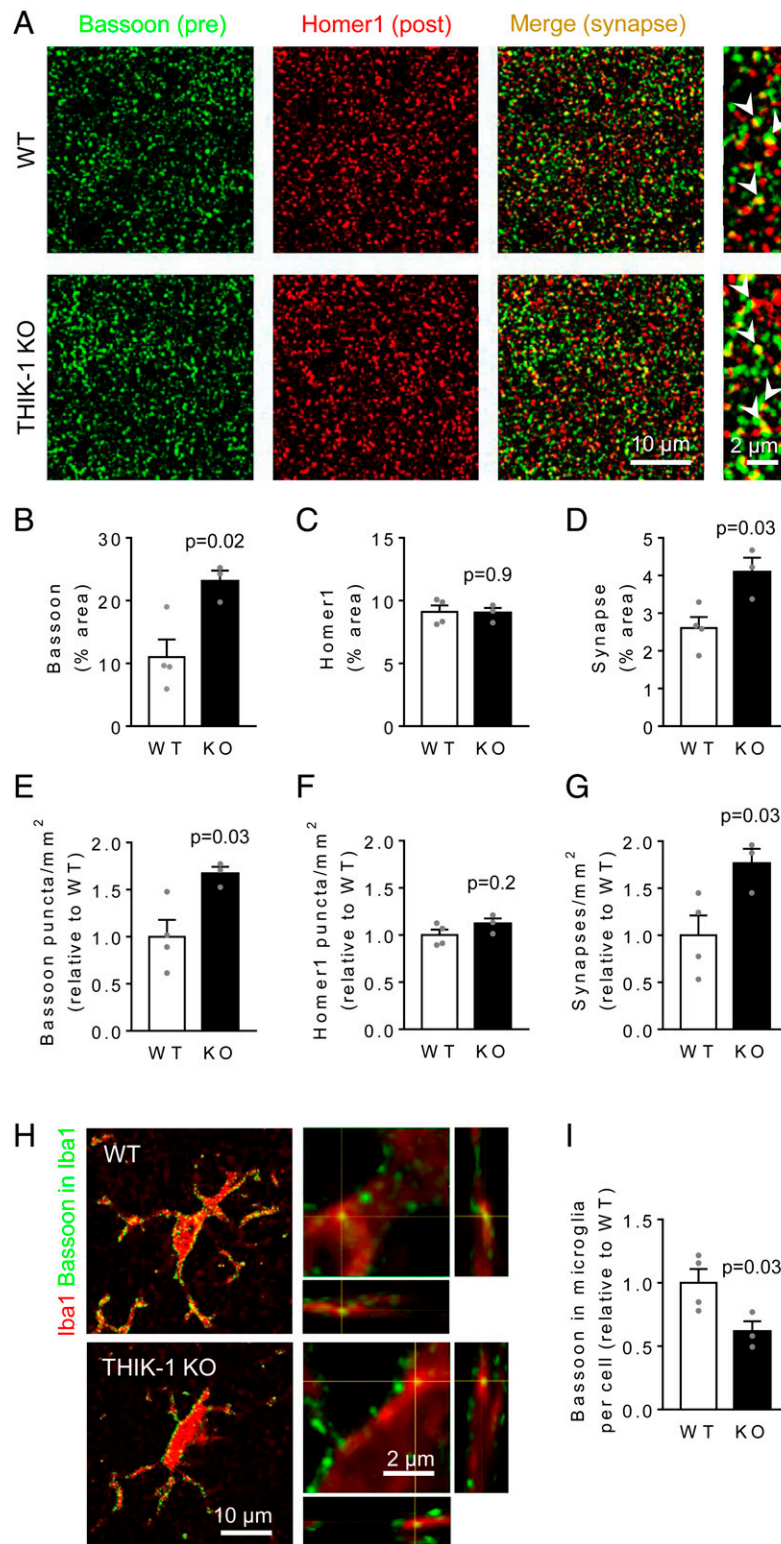 A
Bassoon (pre)
Homer1 (post)
Merge (synapse)
WT
THIK-1 KO
10 µm
2 µm
B
Bassoon
(% area)
30
20
10
0
p=0.02
WT
KO
C
Homer1
(% area)
15
10
5
0
p=0.9
WT
KO
D
Synapse
(% area)
5
4
3
2
1
0
p=0.03
WT
KO
E
Bassoon puncta/mm²
(relative to WT)
2.0
1.5
1.0
0.5
0.0
p=0.03
WT
KO
F
Homer1 puncta/mm²
(relative to WT)
2.0
1.5
1.0
0.5
0.0
p=0.2
WT
KO
G
Synapses/mm²
(relative to WT)
2.0
1.5
1.0
0.5
0.0
p=0.03
WT
KO
H
Iba1 Bassoon in Iba1
WT
THIK-1 KO
10 µm
2 µm
I
Bassoon in microglia
per cell (relative to WT)
1.5
1.0
0.5
0.0
p=0.03
WT
KO